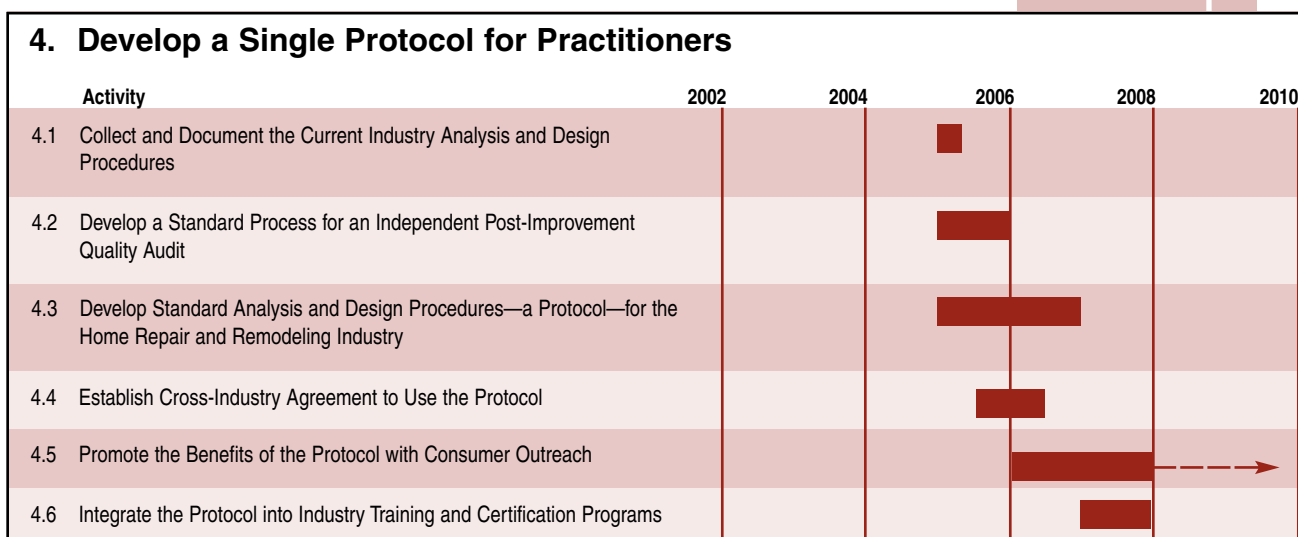 4. Develop a Single Protocol for Practitioners
Activity 2002 2004 2006 2008 2010
4.1 Collect and Document the Current Industry Analysis and Design
Procedures
4.2 Develop a Standard Process for an Independent Post-Improvement
Quality Audit
4.3 Develop Standard Analysis and Design Procedures—a Protocol—for the
Home Repair and Remodeling Industry
4.4 Establish Cross-Industry Agreement to Use the Protocol
4.5 Promote the Benefits of the Protocol with Consumer Outreach
4.6 Integrate the Protocol into Industry Training and Certification Programs